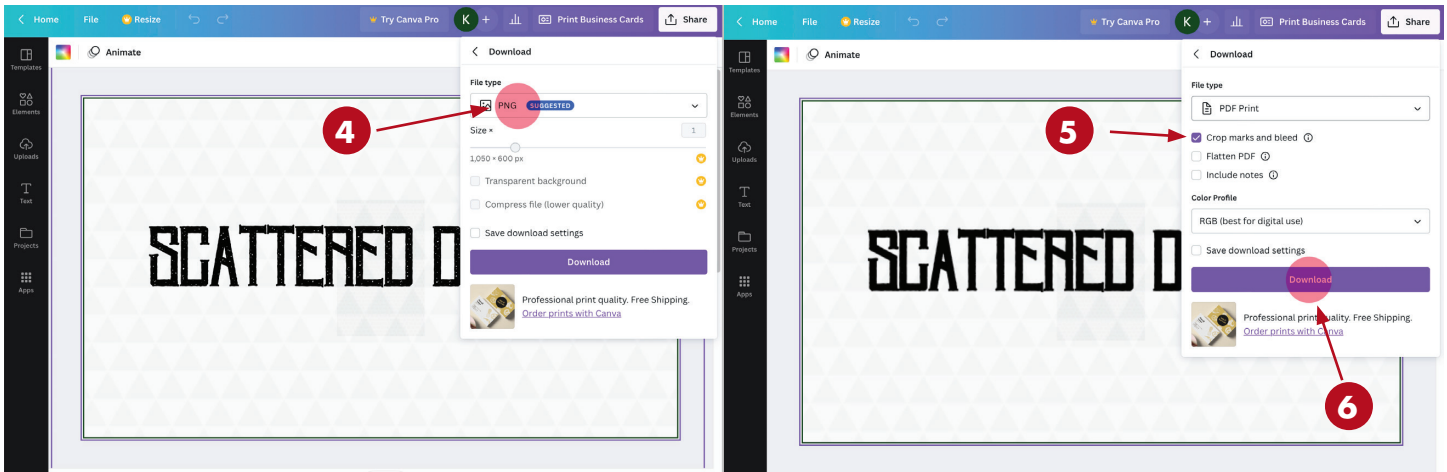 Home File Resize Try Canva Pro K + Print Business Cards Share
Templates
Elements
Uploads
Text
Projects
Apps
Animate
Download
File type
PNG SUGGESTED
Size × 1
1,050 × 600 px
Transparent background
Compress file (lower quality)
Save download settings
Download
Professional print quality. Free Shipping.
Order prints with Canva
SCATTERED D
4
Home File Resize Try Canva Pro K + Print Business Cards Share
Templates
Elements
Uploads
Text
Projects
Apps
Animate
Download
File type
PDF Print
Crop marks and bleed
Flatten PDF
Include notes
Color Profile
RGB (best for digital use)
Save download settings
Download
Professional print quality. Free Shipping.
Order prints with Canva
SCATTERED D
5
6